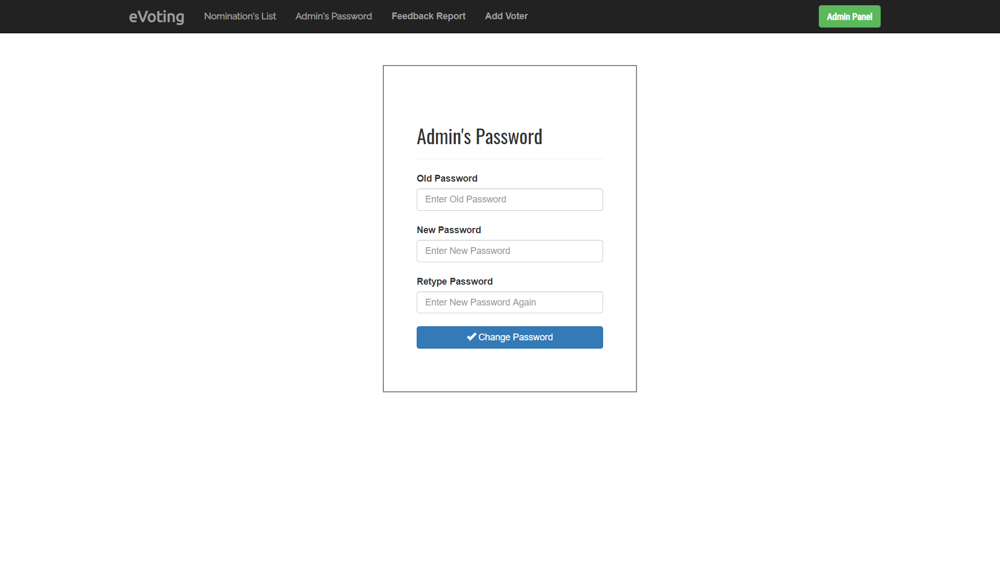 eVoting Nomination's List Admin's Password Feedback Report Add Voter Admin Panel
Admin's Password
Old Password
Enter Old Password
New Password
Enter New Password
Retype Password
Enter New Password Again
Change Password